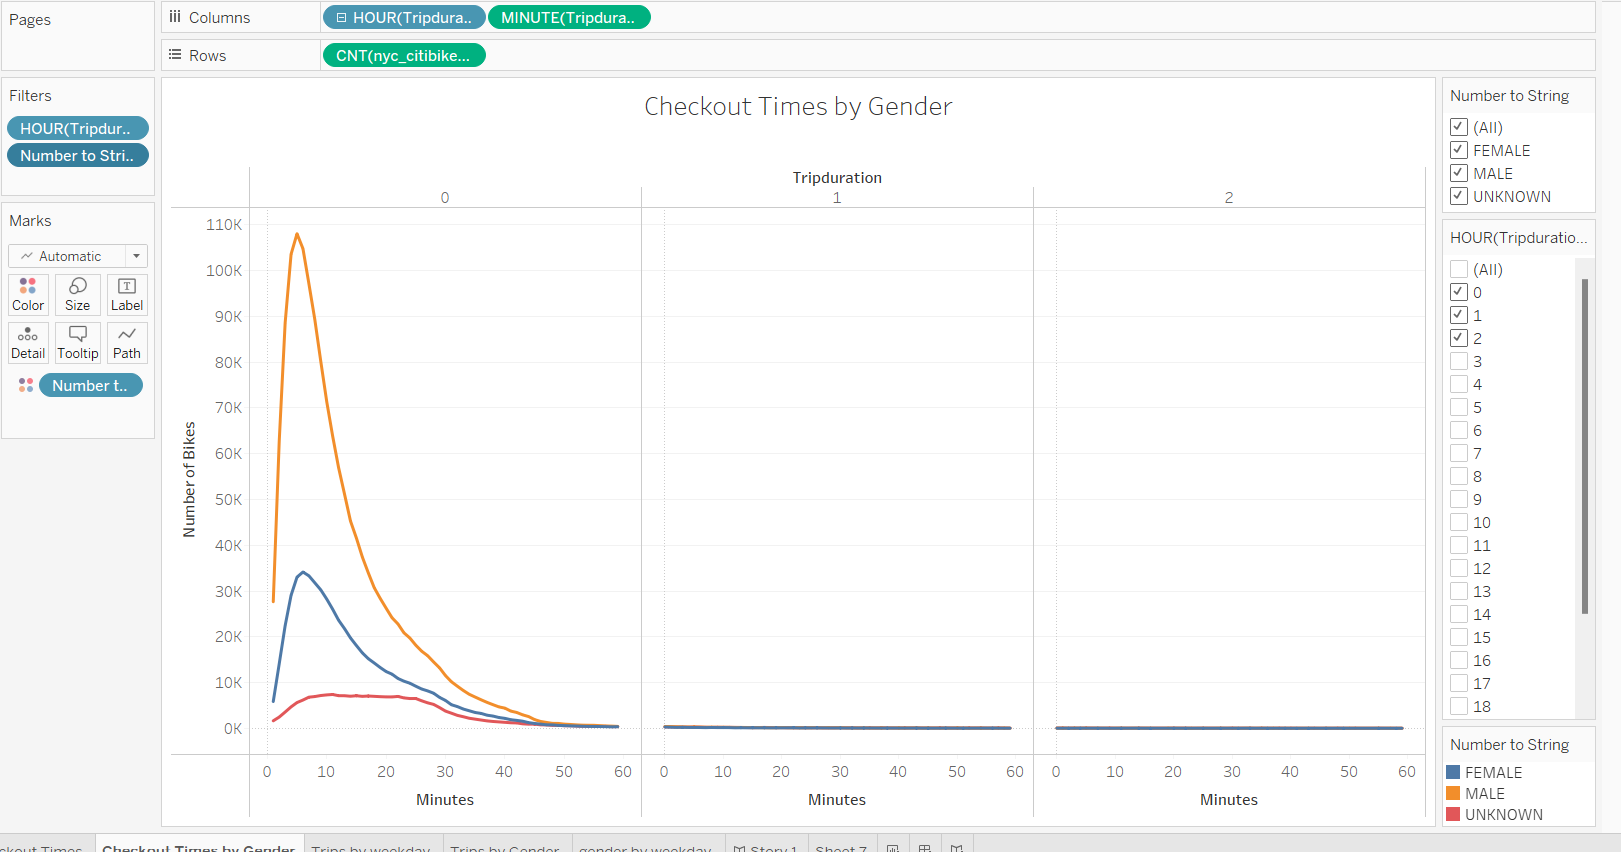 Pages
Columns
HOUR(Tripdura..
MINUTE(Tripdura..
Rows
CNT(nyc_citibike...
Filters
HOUR(Tripdur..
Number to Stri..
Marks
Automatic
Color
Size
Label
Detail
Tooltip
Path
Number t..
Checkout Times by Gender
Tripduration
0
1
2
Number of Bikes
110K
100K
90K
80K
70K
60K
50K
40K
30K
20K
10K
0K
0 10 20 30 40 50 60
0 10 20 30 40 50 60
0 10 20 30 40 50 60
Minutes
Minutes
Minutes
Number to String
(All)
FEMALE
MALE
UNKNOWN
HOUR(Tripduratio...
(All)
0
1
2
3
4
5
6
7
8
9
10
11
12
13
14
15
16
17
18
Number to String
FEMALE
MALE
UNKNOWN
ckout Times
Checkout Times by Gender
Trips by weekday
Trips by Gender
gender by weekday
Story 1
Sheet 7